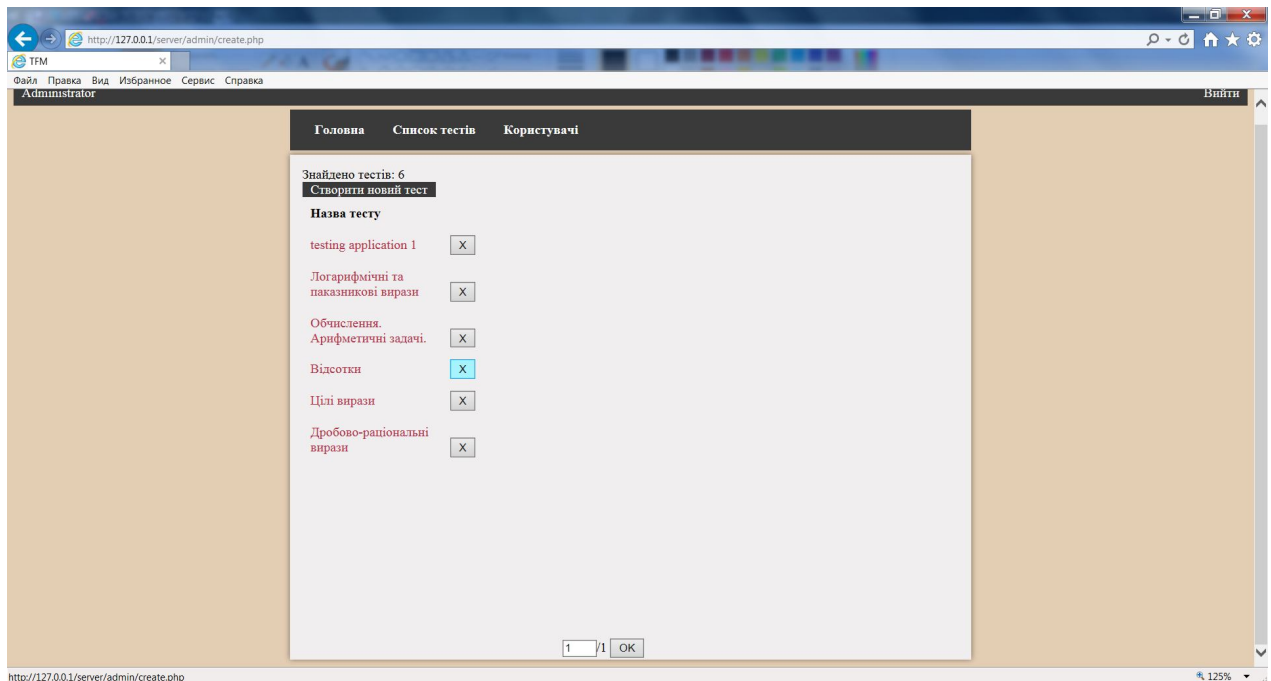 http://127.0.0.1/server/admin/create.php
TFM
Файл Правка Вид Избранное Сервис Справка
Administrator Вийти
Головна Список тестів Користувачі
Знайдено тестів: 6
Створити новий тест
Назва тесту
testing application 1 X
Логарифмічні та
паказникові вирази X
Обчислення.
Арифметичні задачі. X
Відсотки X
Цілі вирази X
Дробово-раціональні
вирази X
1 /1 OK
http://127.0.0.1/server/admin/create.php 125%